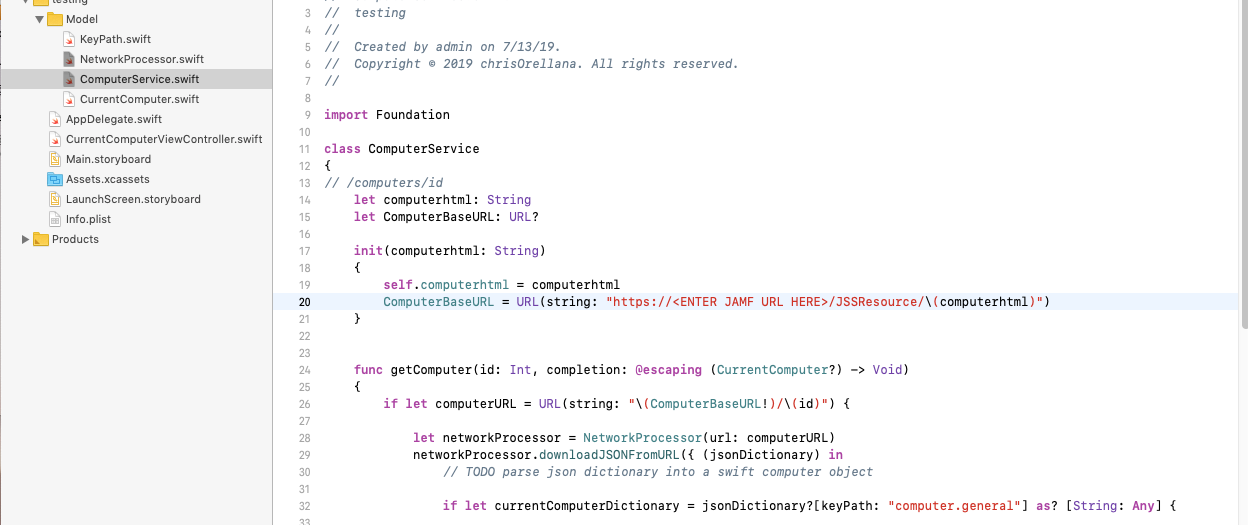 testing
Model
KeyPath.swift
NetworkProcessor.swift
ComputerService.swift
CurrentComputer.swift
AppDelegate.swift
CurrentComputerViewController.swift
Main.storyboard
Assets.xcassets
LaunchScreen.storyboard
Info.plist
Products
3 //  testing
4 //
5 //  Created by admin on 7/13/19.
6 //  Copyright © 2019 chrisOrellana. All rights reserved.
7 //
8
9 import Foundation
10
11 class ComputerService
12 {
13 // /computers/id
14     let computerhtml: String
15     let ComputerBaseURL: URL?
16
17     init(computerhtml: String)
18     {
19         self.computerhtml = computerhtml
20         ComputerBaseURL = URL(string: "https://<ENTER JAMF URL HERE>/JSSResource/\(computerhtml)")
21     }
22
23
24     func getComputer(id: Int, completion: @escaping (CurrentComputer?) -> Void)
25     {
26         if let computerURL = URL(string: "\(ComputerBaseURL!)/\(id)") {
27
28             let networkProcessor = NetworkProcessor(url: computerURL)
29             networkProcessor.downloadJSONFromURL({ (jsonDictionary) in
30                 // TODO parse json dictionary into a swift computer object
31
32                 if let currentComputerDictionary = jsonDictionary?[keyPath: "computer.general"] as? [String: Any] {
33